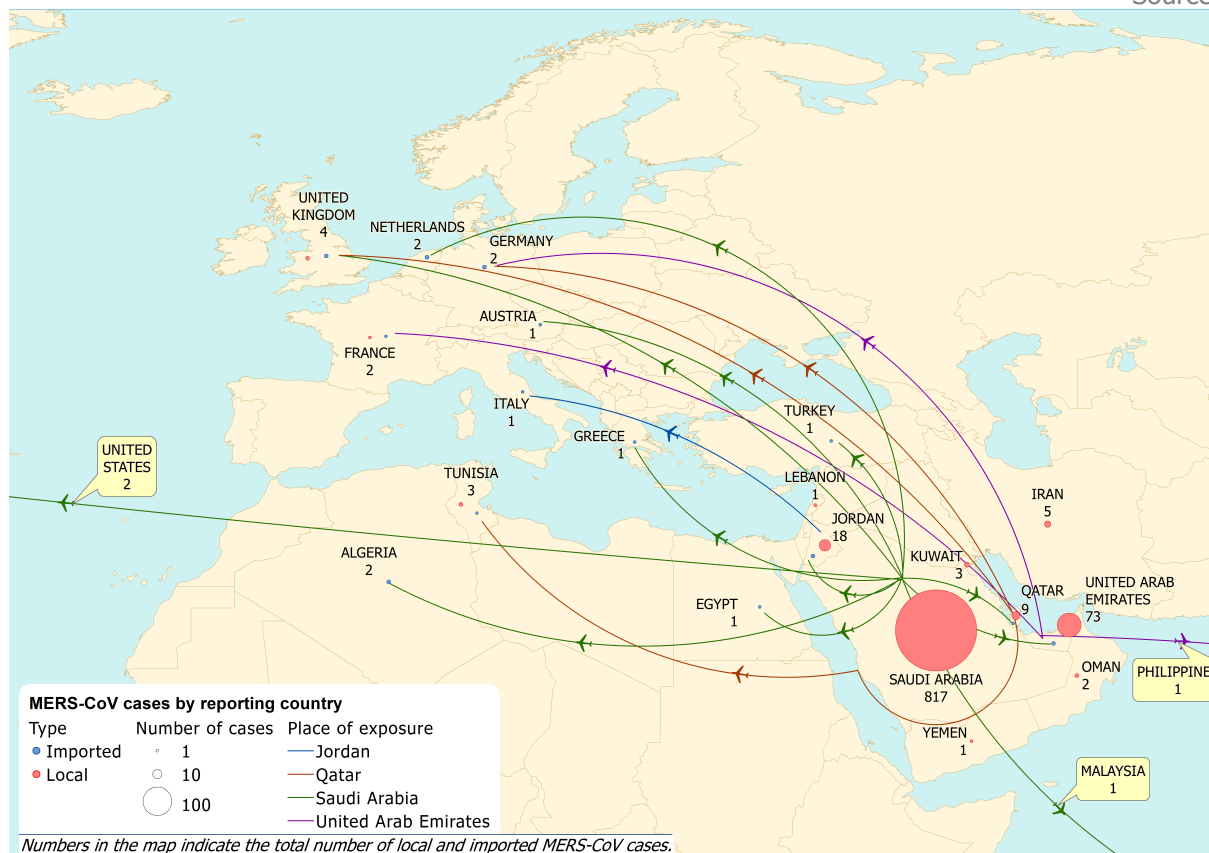 Source
UNITED
KINGDOM
4
NETHERLANDS
2
GERMANY
2
AUSTRIA
1
FRANCE
2
ITALY
1
GREECE
1
TURKEY
1
UNITED
STATES
2
TUNISIA
3
LEBANON
1
IRAN
5
JORDAN
18
ALGERIA
2
KUWAIT
3
QATAR
9
UNITED ARAB
EMIRATES
73
EGYPT
1
SAUDI ARABIA
817
OMAN
2
PHILIPPINE
1
YEMEN
1
MALAYSIA
1
MERS-CoV cases by reporting country
Type
Imported
Local
Number of cases
1
10
100
Place of exposure
Jordan
Qatar
Saudi Arabia
United Arab Emirates
Numbers in the map indicate the total number of local and imported MERS-CoV cases.